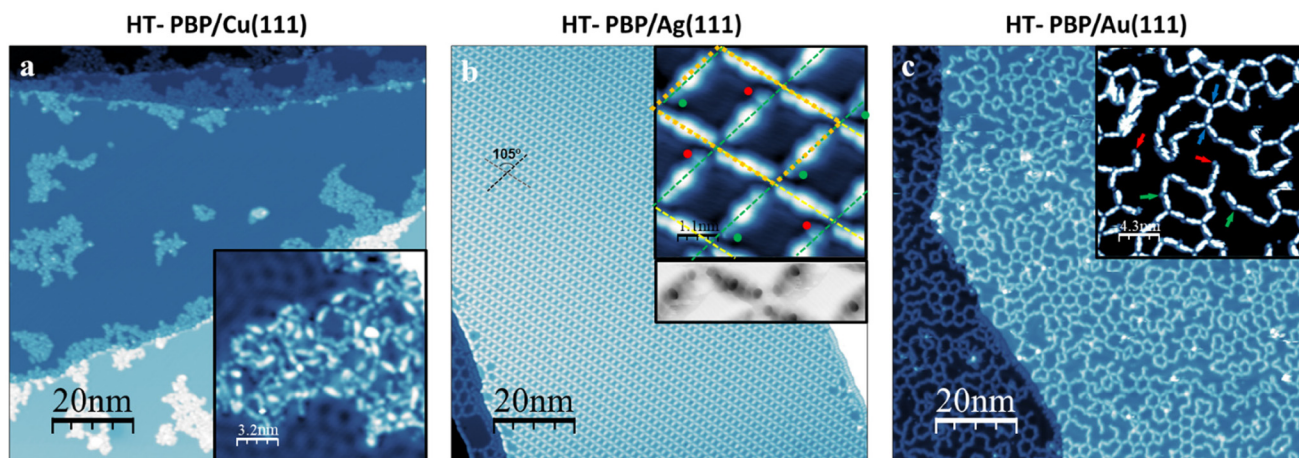 HT- PBP/Cu(111)
HT- PBP/Ag(111)
HT- PBP/Au(111)
a
20nm
3.2nm
b
105º
1.1nm
20nm
c
4.3nm
20nm